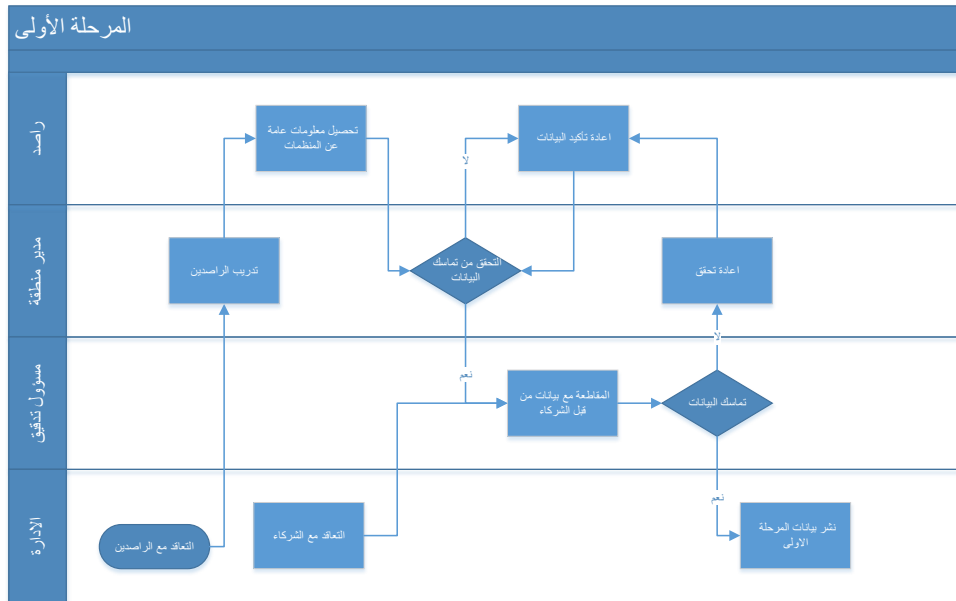 المرحلة الأولى
راصد
تحصيل معلومات عامة
عن المنظمات
اعادة تأكيد البيانات
لا
مدير منطقة
تدريب الراصدين
التحقق من تماسك
البيانات
اعادة تحقق
لا
مسؤول تدقيق
نعم
المقاطعة مع بيانات من
قبل الشركاء
تماسك البيانات
الادارة
التعاقد مع الراصدين
التعاقد مع الشركاء
نعم
نشر بيانات المرحلة
الاولى